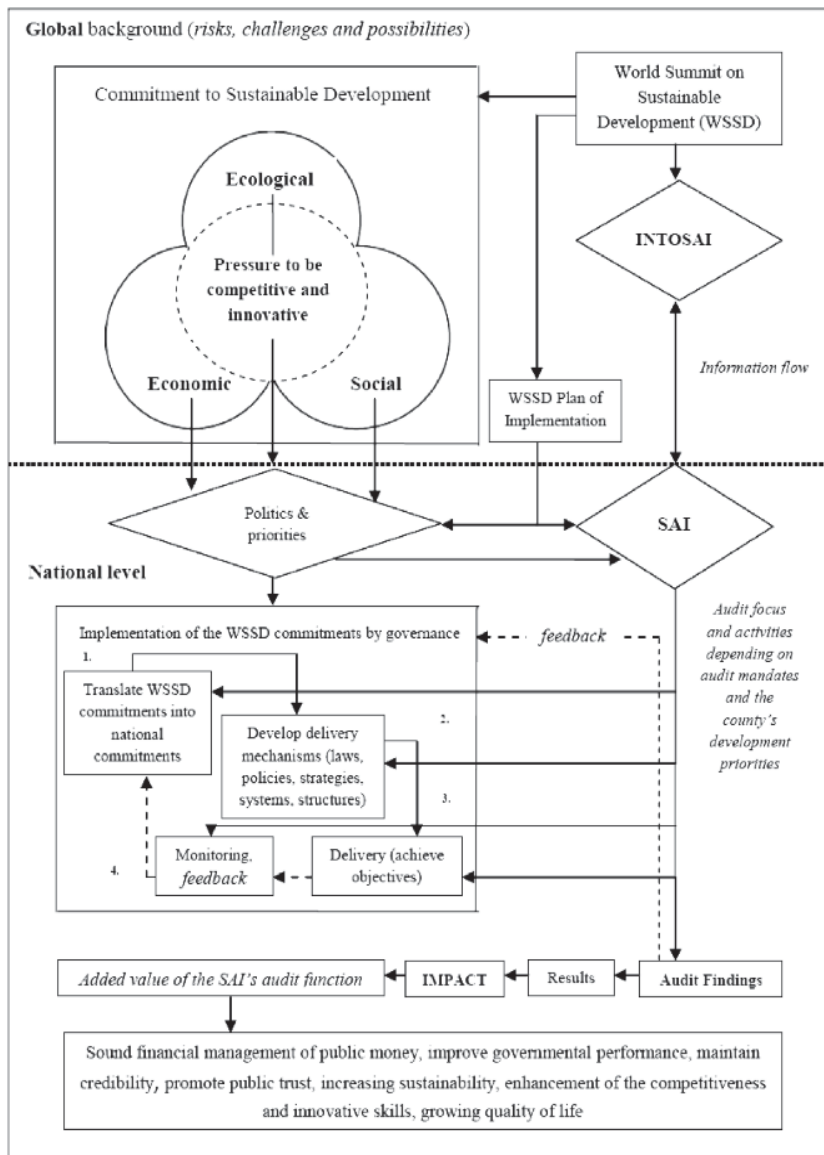 Global background (risks, challenges and possibilities)
Commitment to Sustainable Development
World Summit on
Sustainable
Development (WSSD)
Ecological
INTOSAI
Pressure to be
competitive and
innovative
Economic
Social
Information flow
WSSD Plan of
Implementation
Politics &
priorities
SAI
National level
Implementation of the WSSD commitments by governance
feedback
Audit focus
and activities
depending on
audit mandates
and the
county's
development
priorities
1.
Translate WSSD
commitments into
national
commitments
2.
Develop delivery
mechanisms (laws,
policies, strategies,
systems, structures)
3.
4.
Monitoring,
feedback
Delivery (achieve
objectives)
Added value of the SAI's audit function
IMPACT
Results
Audit Findings
Sound financial management of public money, improve governmental performance, maintain
credibility, promote public trust, increasing sustainability, enhancement of the competitiveness
and innovative skills, growing quality of life